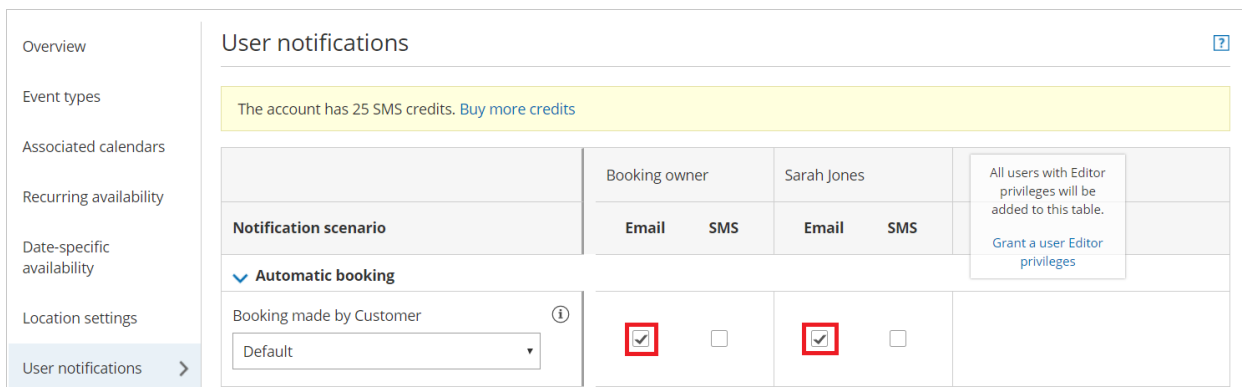 Overview
Event types
Associated calendars
Recurring availability
Date-specific
availability
Location settings
User notifications
User notifications
?
The account has 25 SMS credits. Buy more credits
Booking owner
Sarah Jones
Notification scenario
Email
SMS
Email
SMS
All users with Editor
privileges will be
added to this table.
Grant a user Editor
privileges
Automatic booking
Booking made by Customer
i
Default